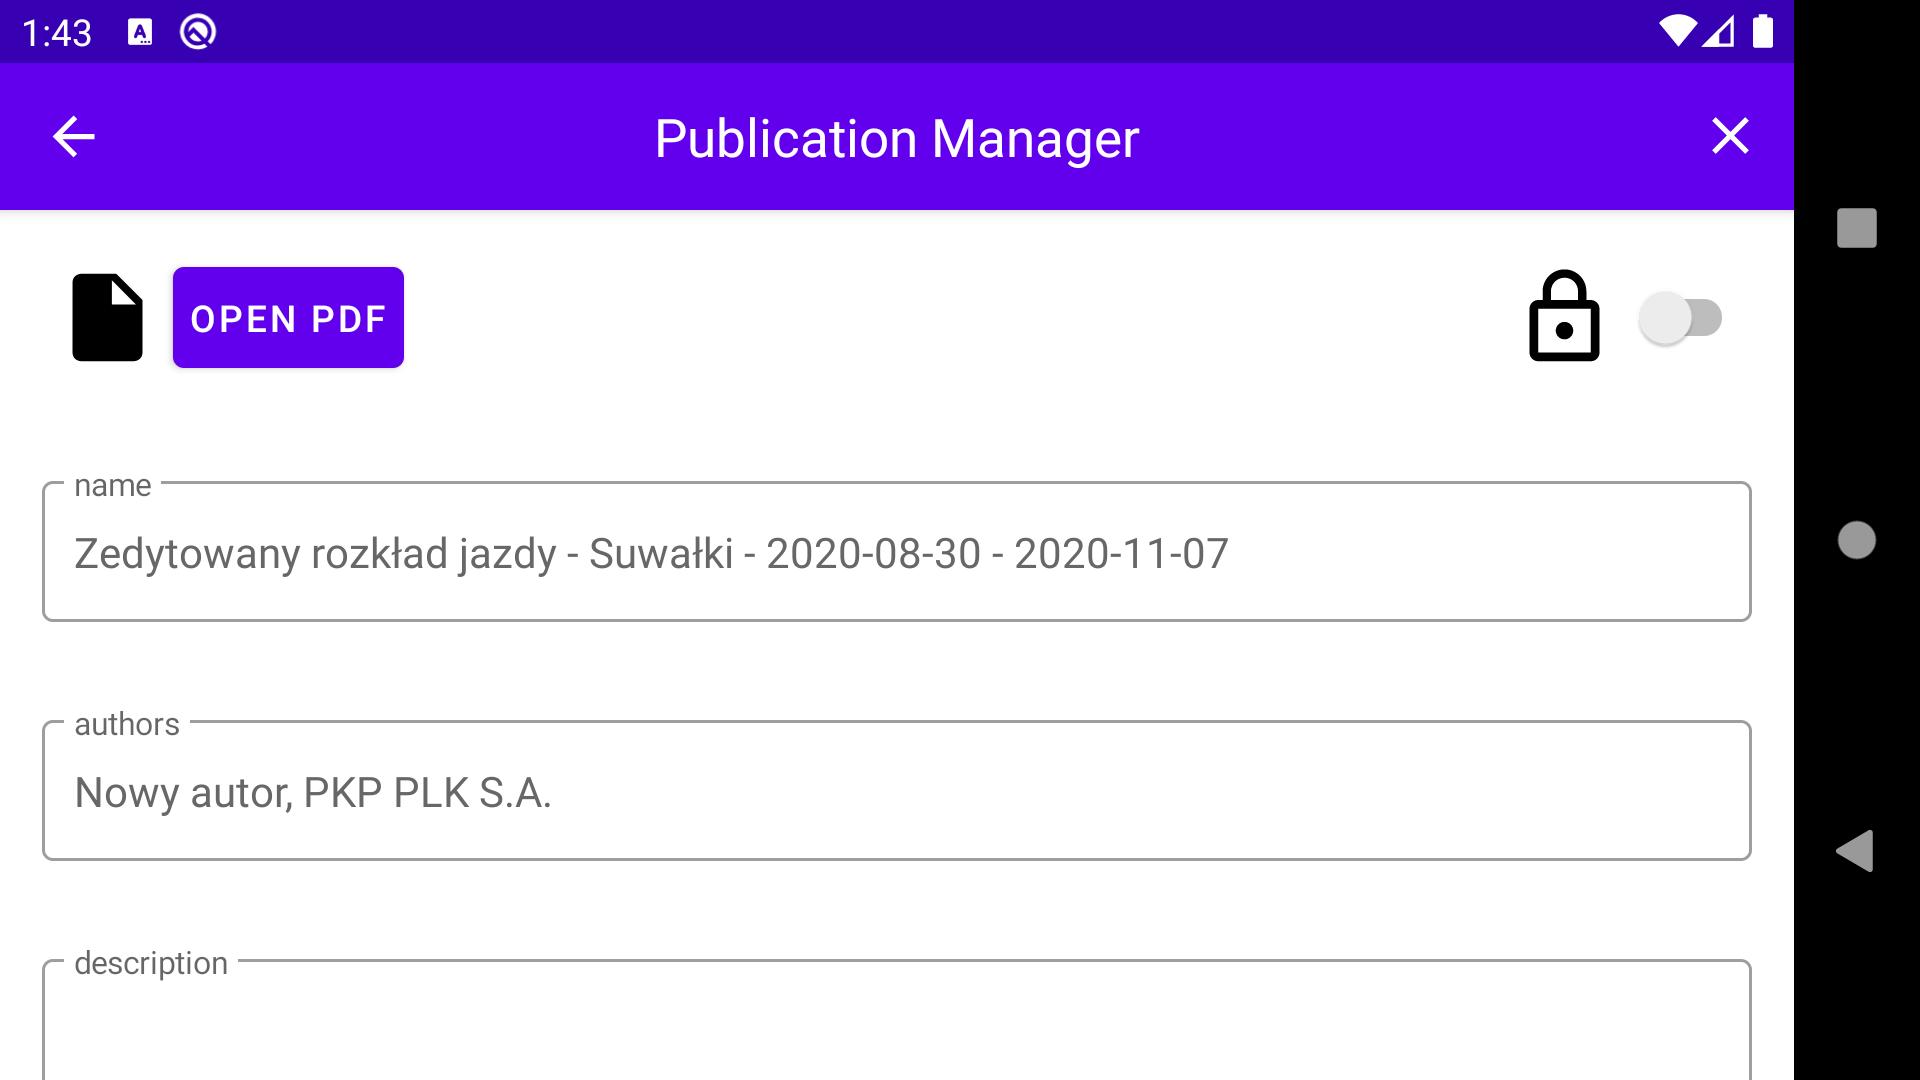 1:43
Publication Manager
OPEN PDF
name
Zedytowany rozkład jazdy - Suwałki - 2020-08-30 - 2020-11-07
authors
Nowy autor, PKP PLK S.A.
description